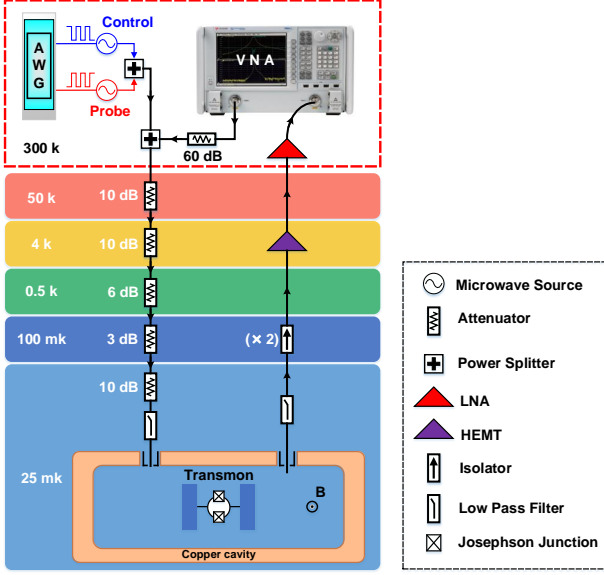 Control
A
W
G
Probe
VNA
60 dB
300 k
50 k
10 dB
4 k
10 dB
0.5 k
6 dB
100 mk
3 dB
(× 2)
10 dB
25 mk
Transmon
B
Copper cavity
Microwave Source
Attenuator
Power Splitter
LNA
HEMT
Isolator
Low Pass Filter
Josephson Junction